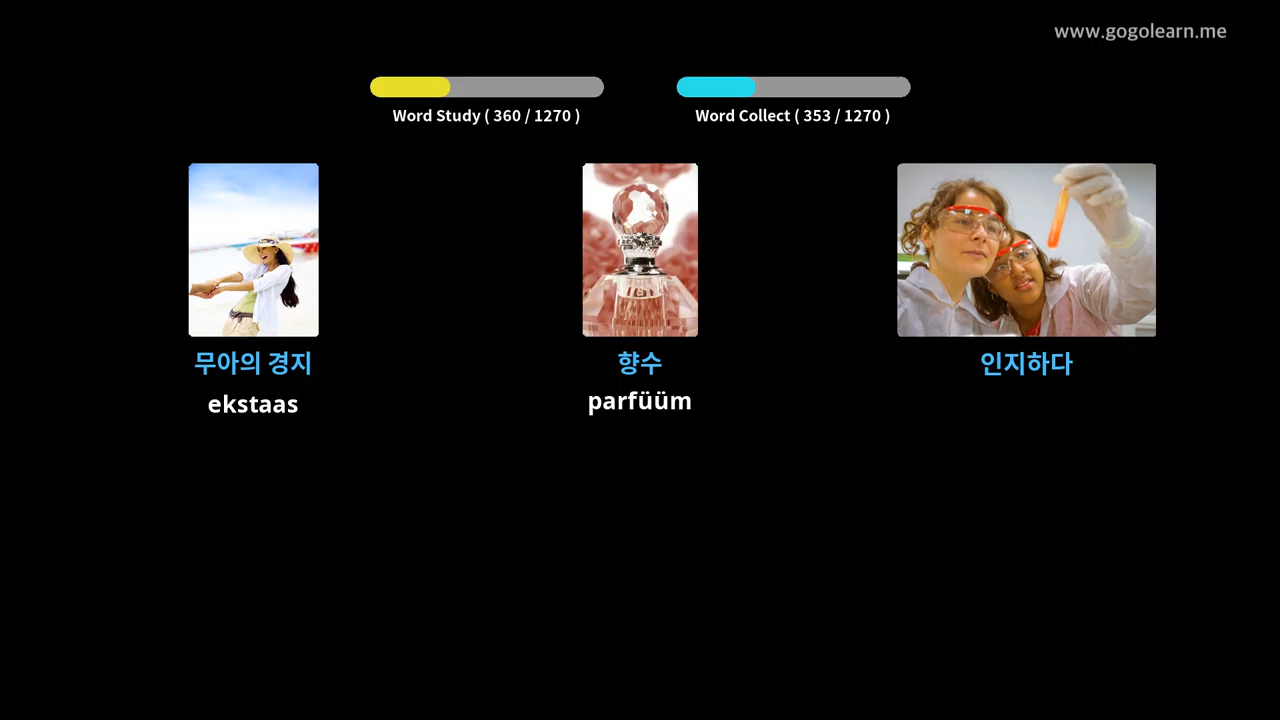 www.gogolearn.me
Word Study ( 360 / 1270 )
Word Collect ( 353 / 1270 )
무아의 경지
향수
인지하다
ekstaas
parfüüm